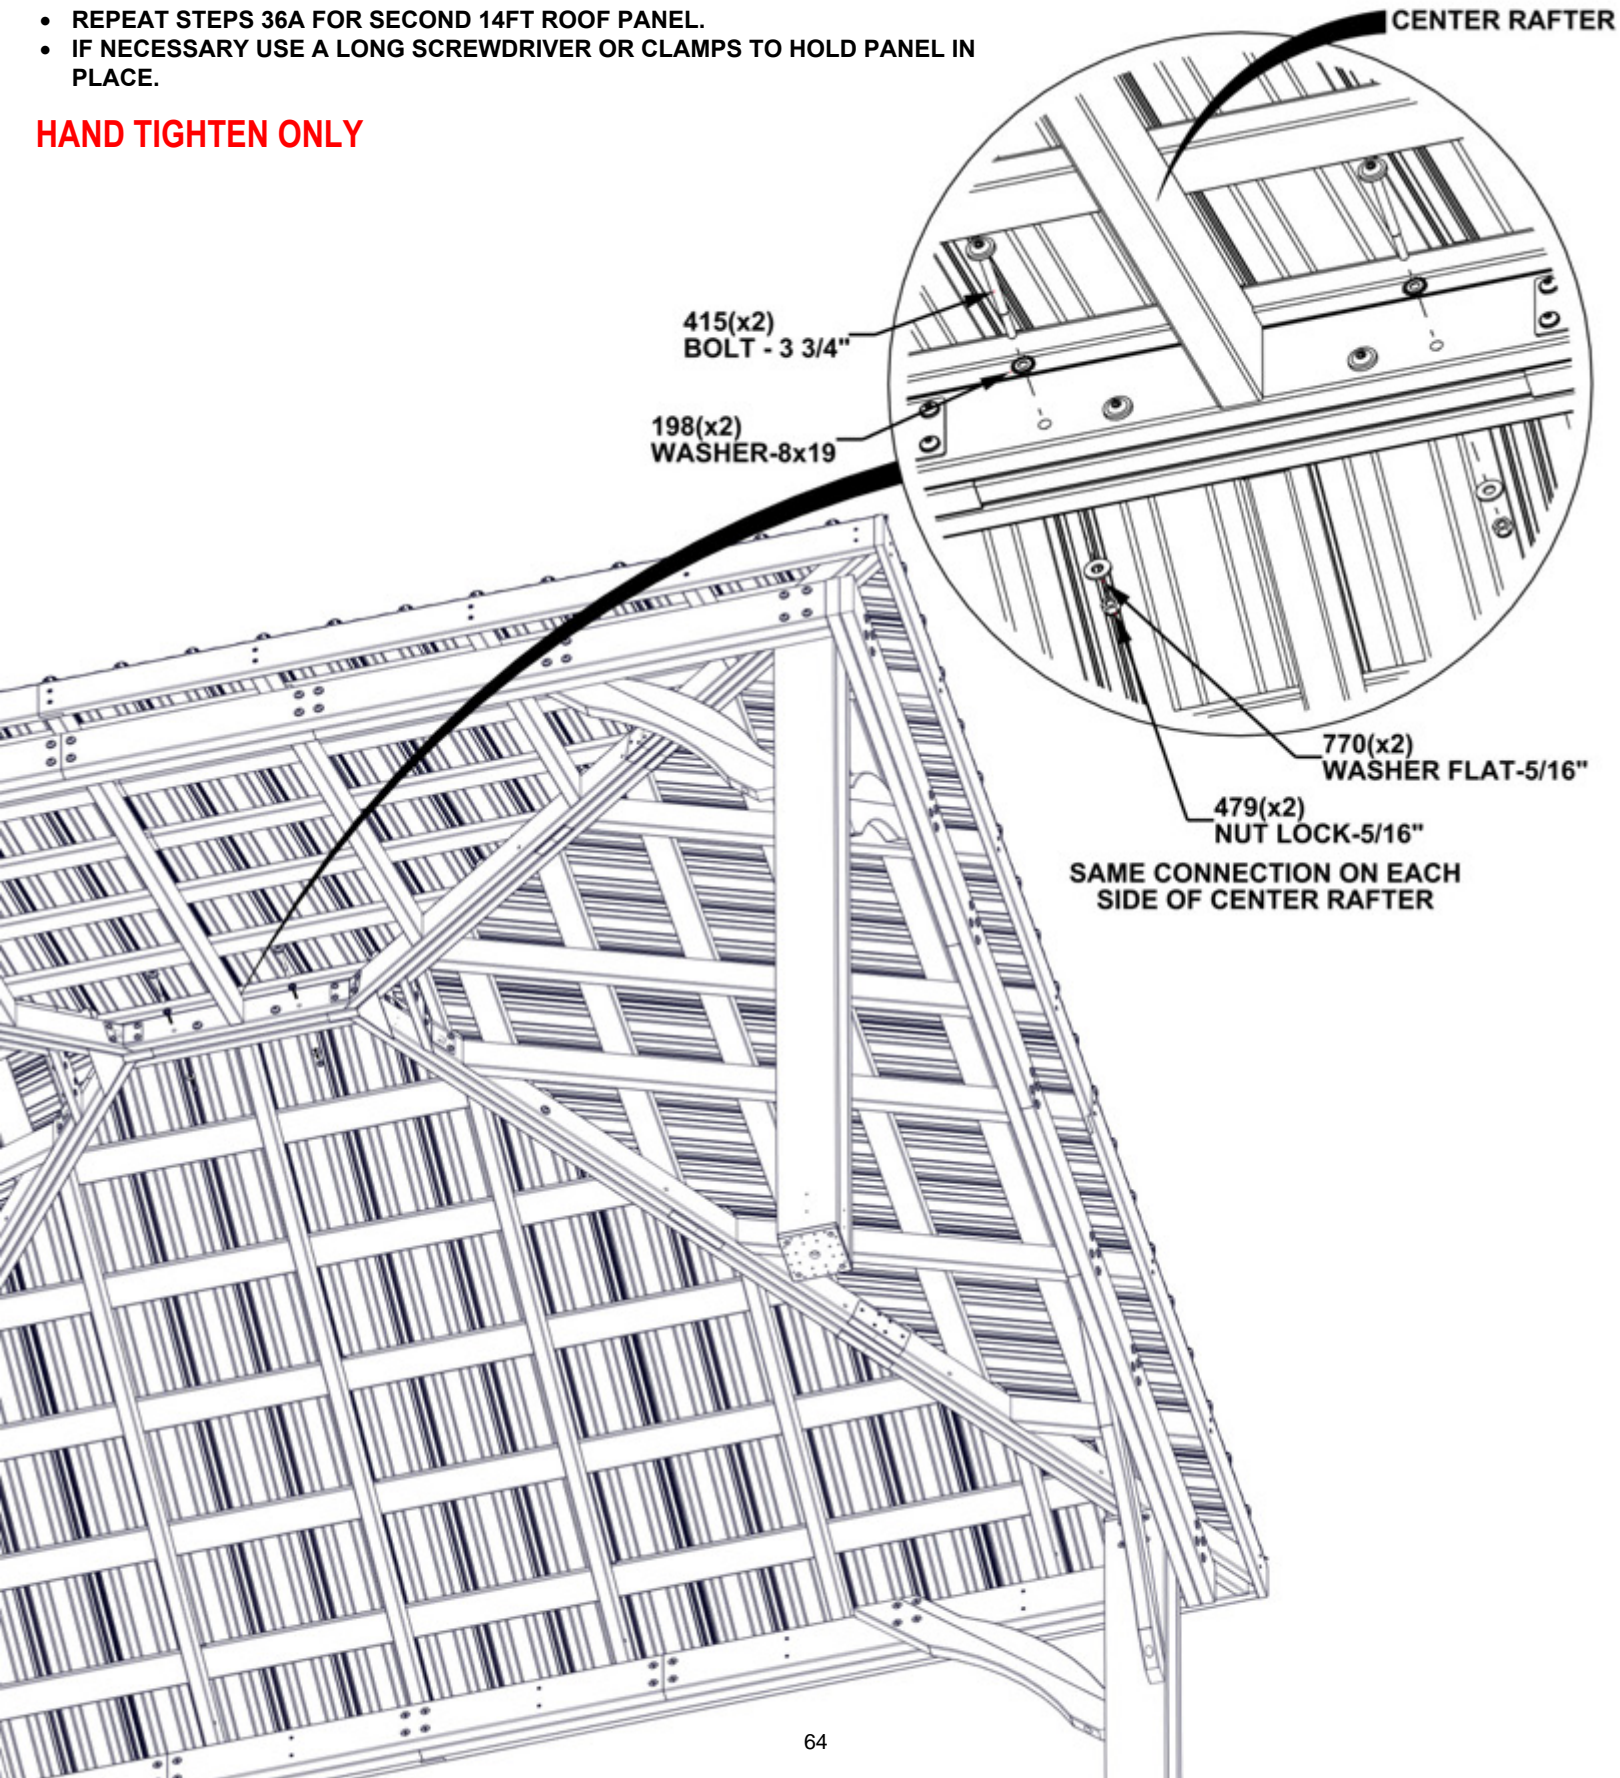 • REPEAT STEPS 36A FOR SECOND 14FT ROOF PANEL.
• IF NECESSARY USE A LONG SCREWDRIVER OR CLAMPS TO HOLD PANEL IN
PLACE.
HAND TIGHTEN ONLY
CENTER RAFTER
415(x2)
BOLT - 3 3/4"
198(x2)
WASHER-8x19
770(x2)
WASHER FLAT-5/16"
479(x2)
NUT LOCK-5/16"
SAME CONNECTION ON EACH
SIDE OF CENTER RAFTER
64